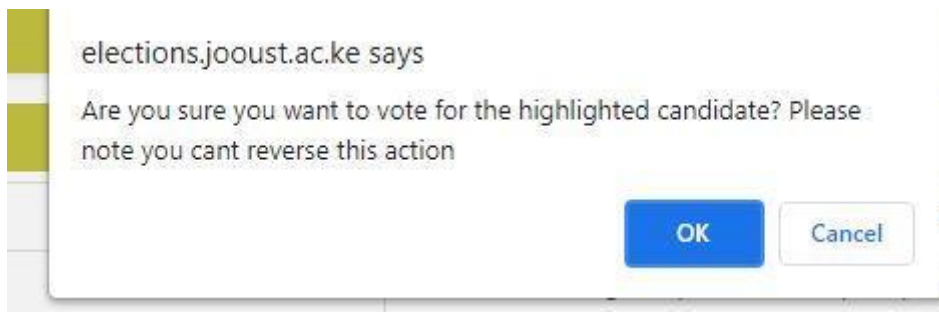 elections.jooust.ac.ke says
Are you sure you want to vote for the highlighted candidate? Please
note you cant reverse this action
OK
Cancel